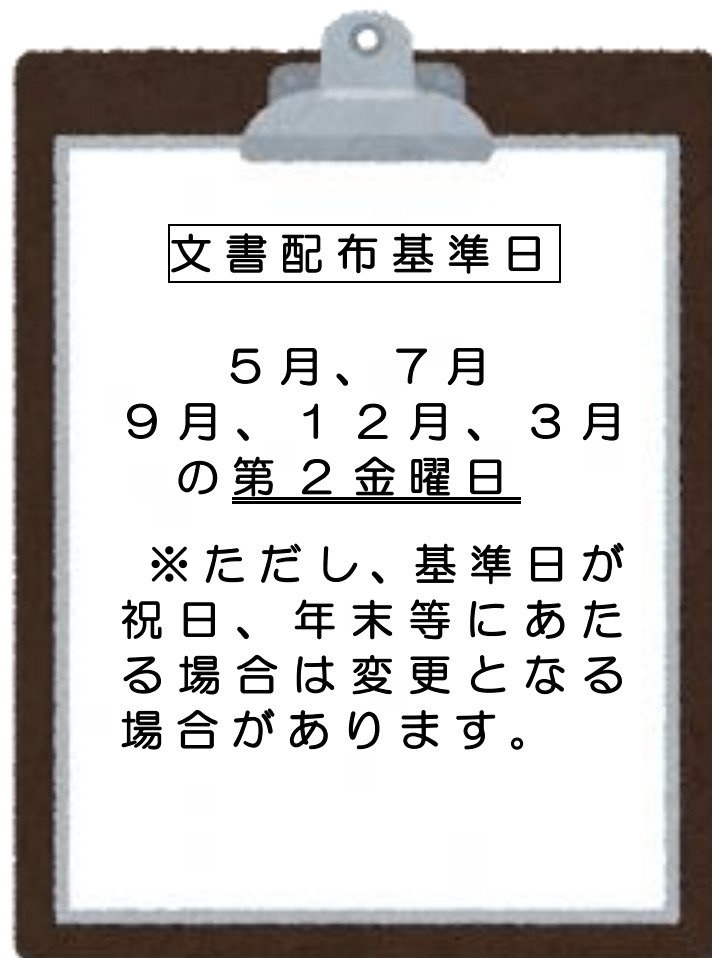 文書配布基準日
５月、７月
９月、１２月、３月
の第２金曜日
※ただし、基準日が
祝日、年末等にあた
る場合は変更となる
場合があります。